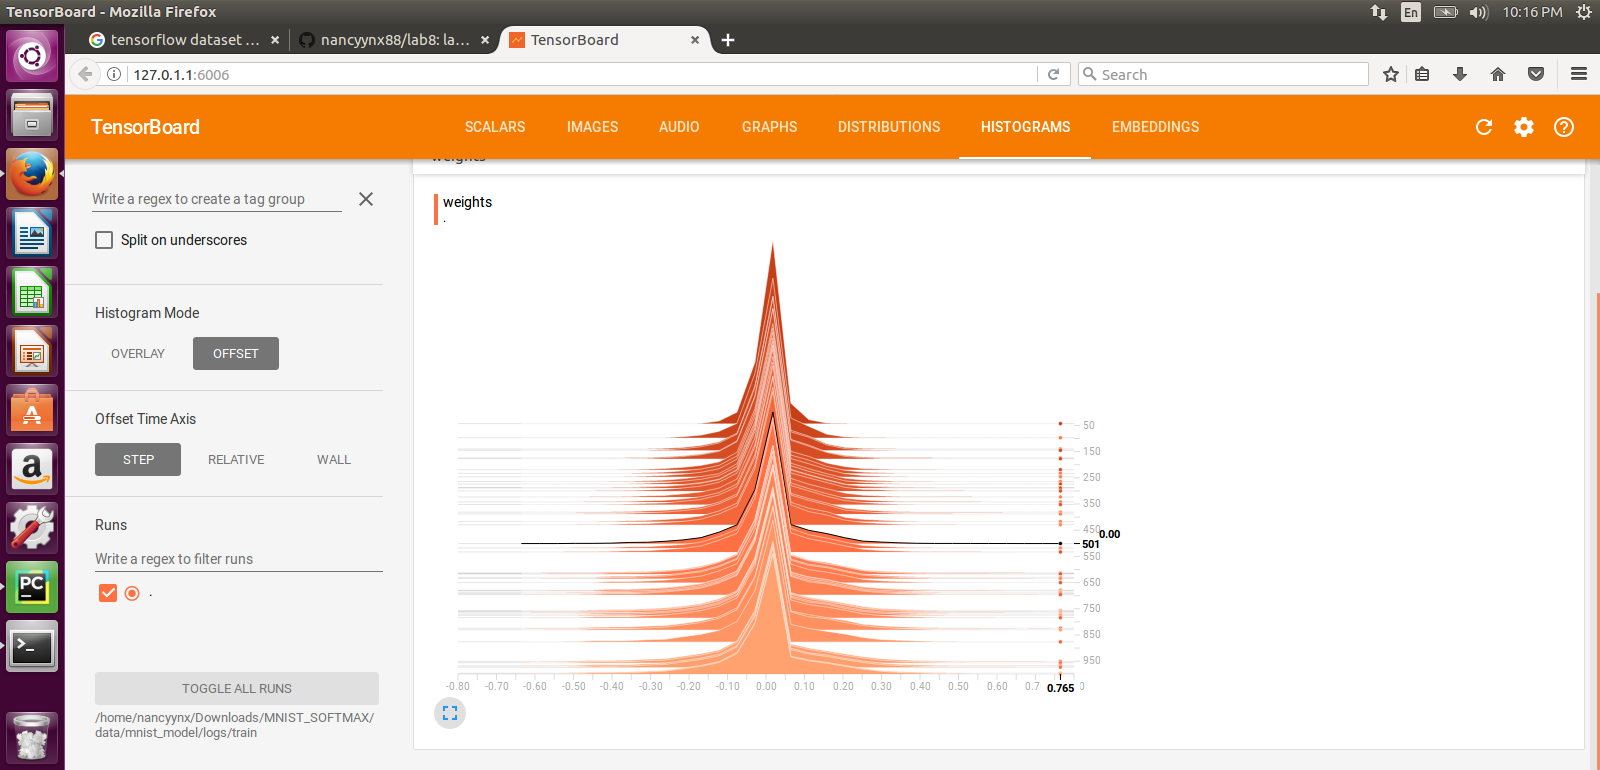 TensorBoard - Mozilla Firefox
En
10:16 PM
tensorflow dataset ...
nancyynx88/lab8: la...
TensorBoard
127.0.1.1:6006
Search
TensorBoard
SCALARS
IMAGES
AUDIO
GRAPHS
DISTRIBUTIONS
HISTOGRAMS
EMBEDDINGS
weights
Write a regex to create a tag group
Split on underscores
Histogram Mode
OVERLAY
OFFSET
Offset Time Axis
STEP
RELATIVE
WALL
Runs
Write a regex to filter runs
.
TOGGLE ALL RUNS
/home/nancyynx/Downloads/MNIST_SOFTMAX/
data/mnist_model/logs/train
weights
.
50
150
250
350
450
0.00
501
550
650
750
850
950
-0.80 -0.70 -0.60 -0.50 -0.40 -0.30 -0.20 -0.10 0.00 0.10 0.20 0.30 0.40 0.50 0.60 0.7 0.765 0
PC